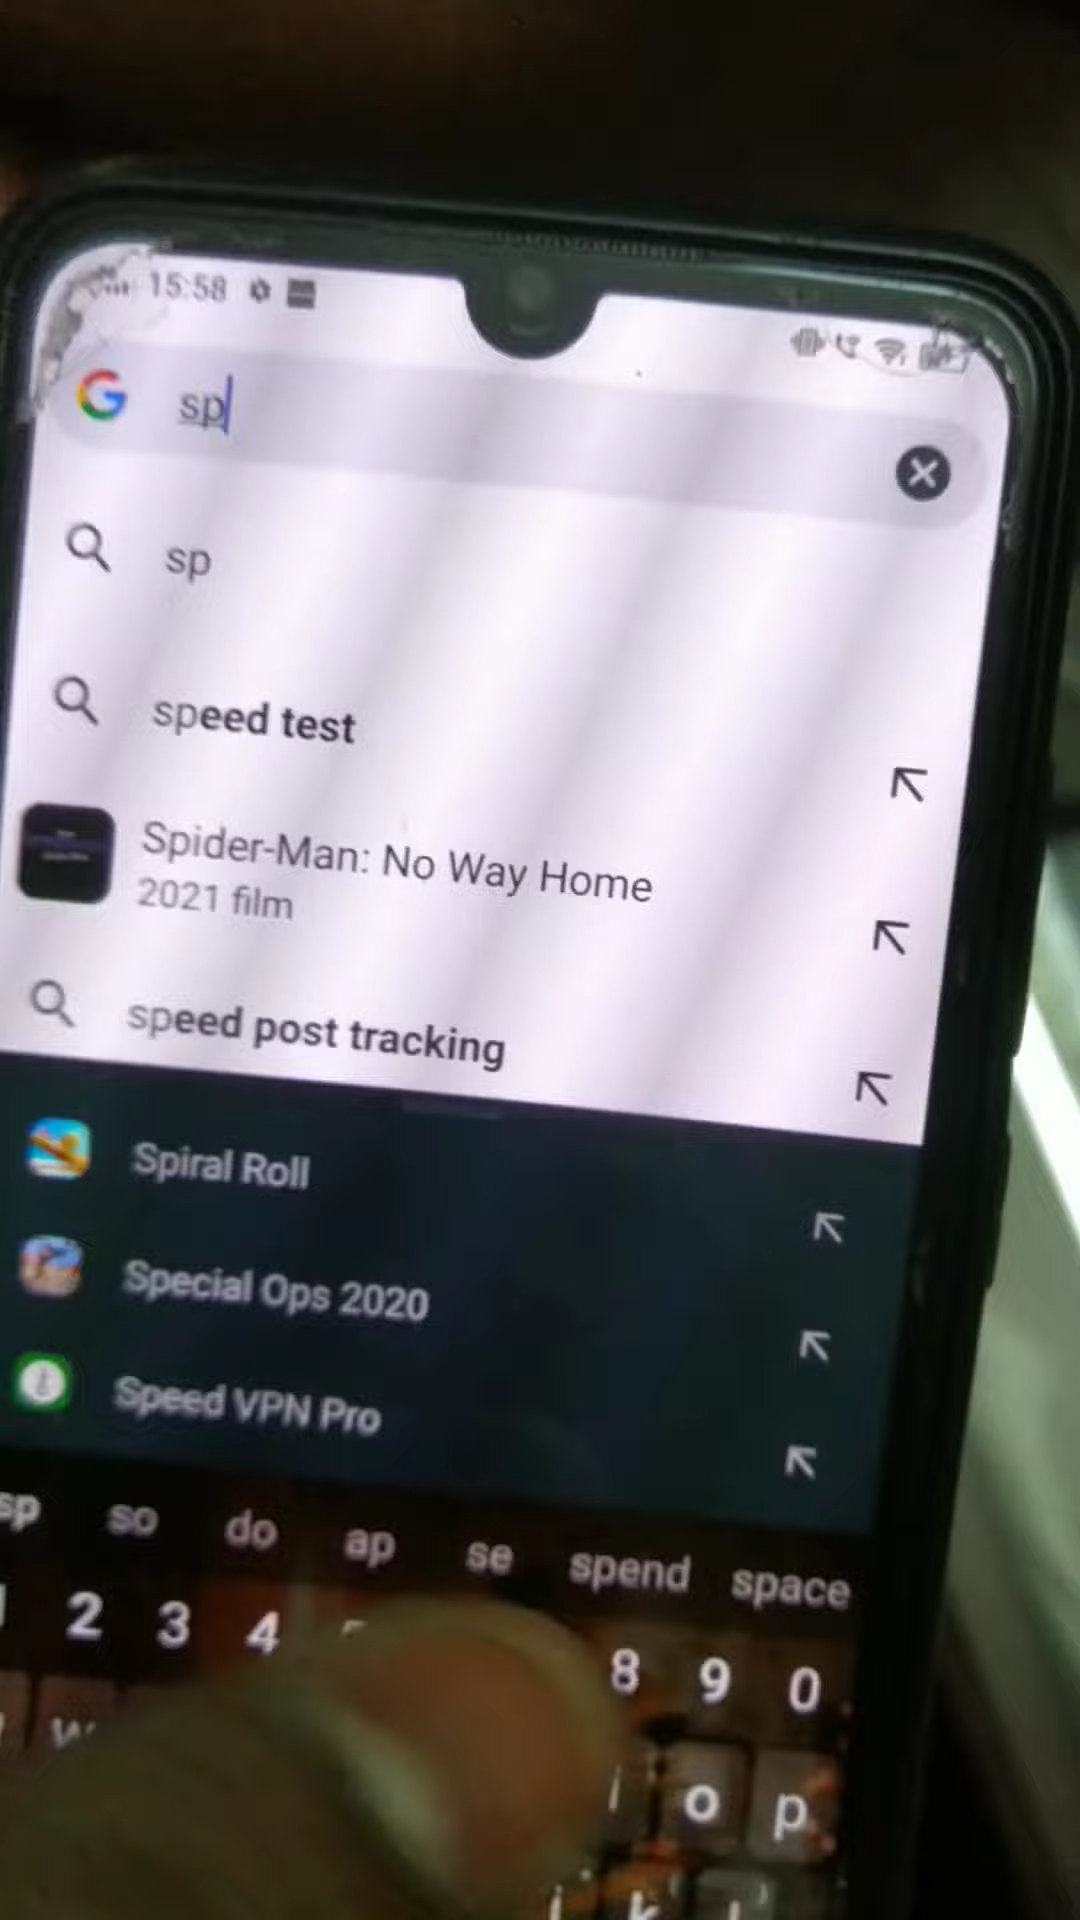 15:58
sp
sp
speed test
Spider-Man: No Way Home
2021 film
speed post tracking
Spiral Roll
Special Ops 2020
Speed VPN Pro
sp so do ap se spend space
2 3 4 8 9 0
w i o p
j k l